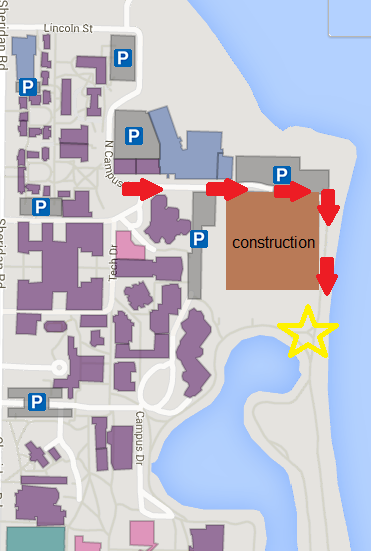 Sheridan Rd
Lincoln St
P
P
P
N Campus
P
P
Sheridan Rd
P
construction
Tech Dr
P
Campus Dr